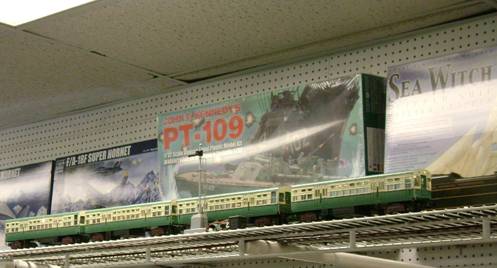 F/A-18F SUPER HORNET
JOHN F. KENNEDY'S
PT-109
Sea Witch